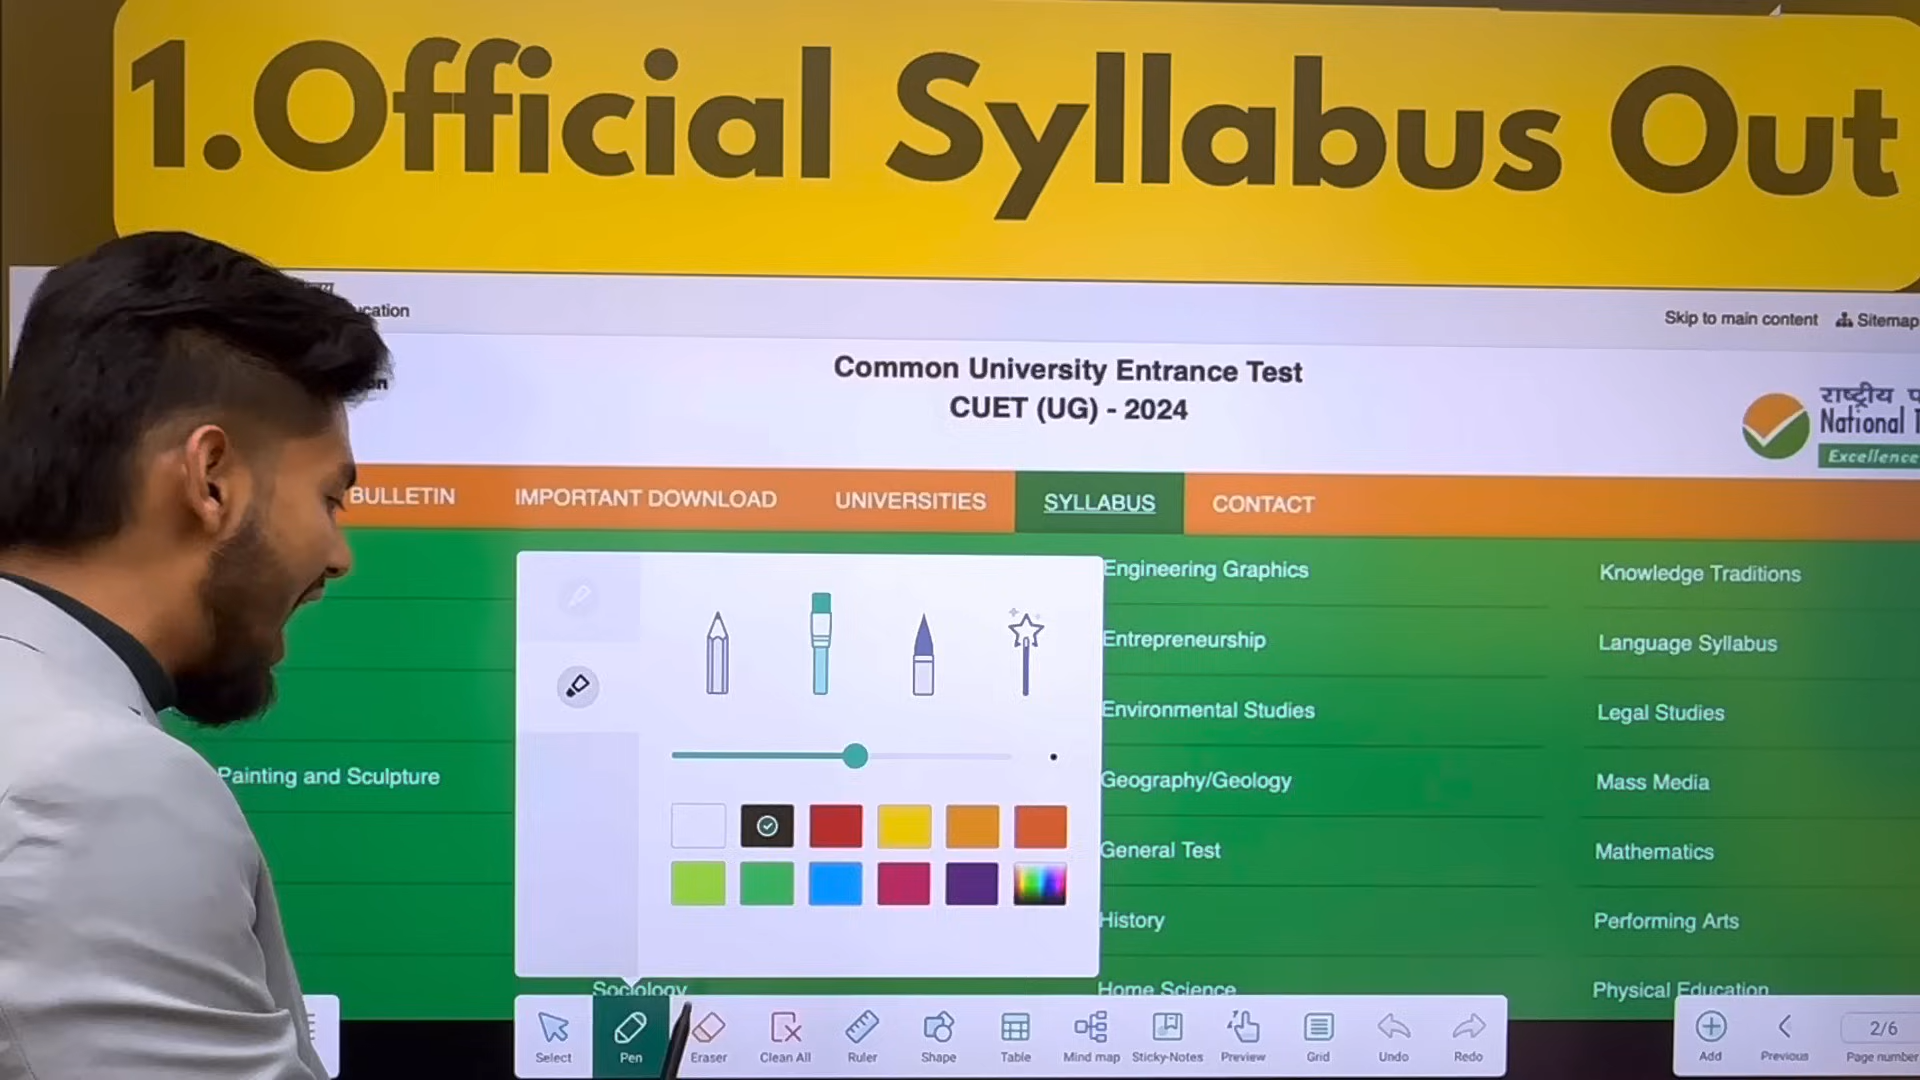 1.Official Syllabus Out
cation
Skip to main content
Sitemap
Common University Entrance Test
CUET (UG) - 2024
राष्ट्रीय
National
Excellence
BULLETIN
IMPORTANT DOWNLOAD
UNIVERSITIES
SYLLABUS
CONTACT
Engineering Graphics
Knowledge Traditions
Entrepreneurship
Language Syllabus
Environmental Studies
Legal Studies
Painting and Sculpture
Geography/Geology
Mass Media
General Test
Mathematics
History
Performing Arts
Sociology
Home Science
Physical Education
Select
Pen
Eraser
Clean All
Ruler
Shape
Table
Mind map
Sticky-Notes
Preview
Grid
Undo
Redo
Add
Previous
2/6
Page number